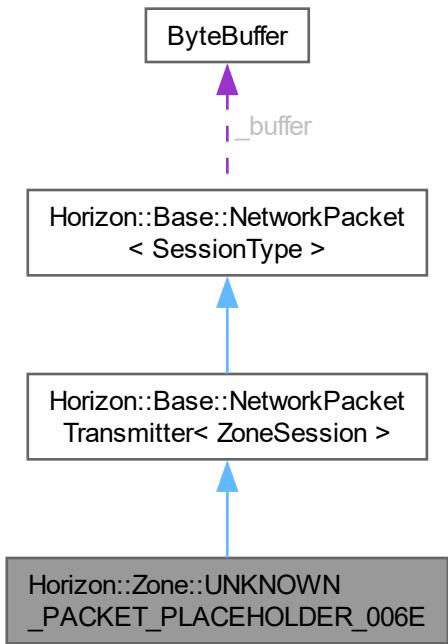 ByteBuffer
_buffer
Horizon::Base::NetworkPacket
< SessionType >
Horizon::Base::NetworkPacket
Transmitter< ZoneSession >
Horizon::Zone::UNKNOWN
_PACKET_PLACEHOLDER_006E